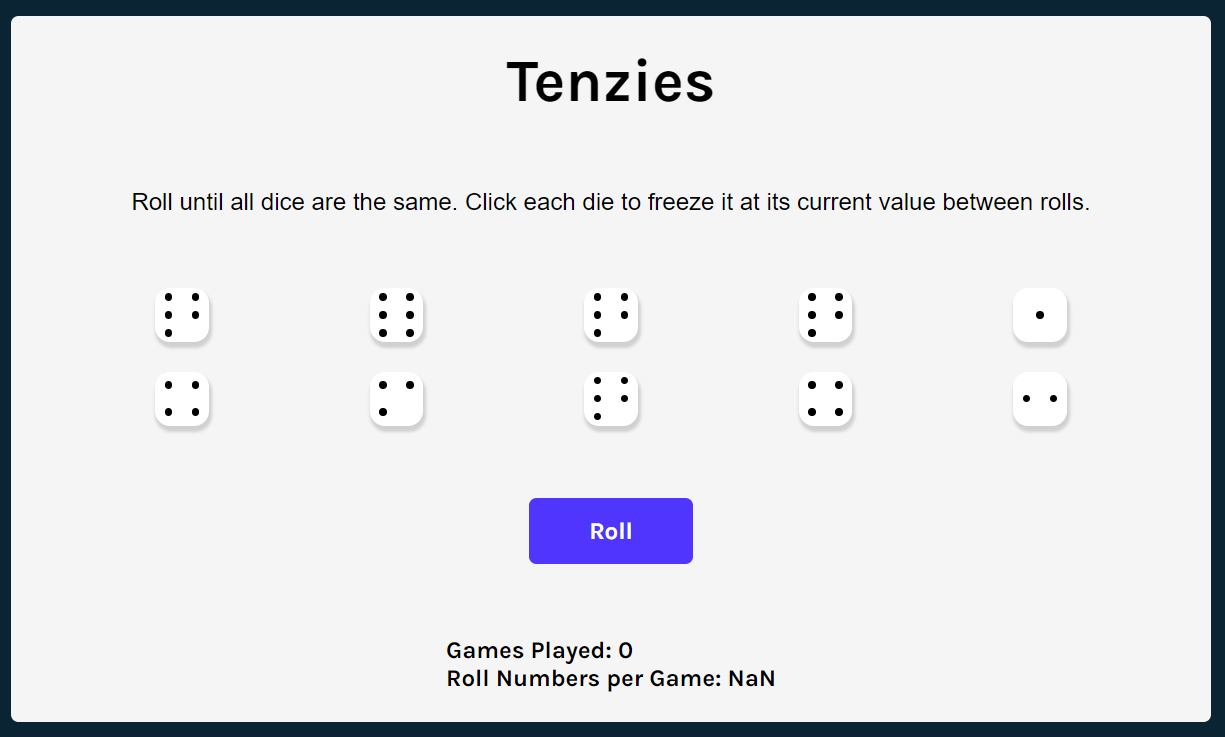 Tenzies
Roll until all dice are the same. Click each die to freeze it at its current value between rolls.
Roll
Games Played: 0
Roll Numbers per Game: NaN